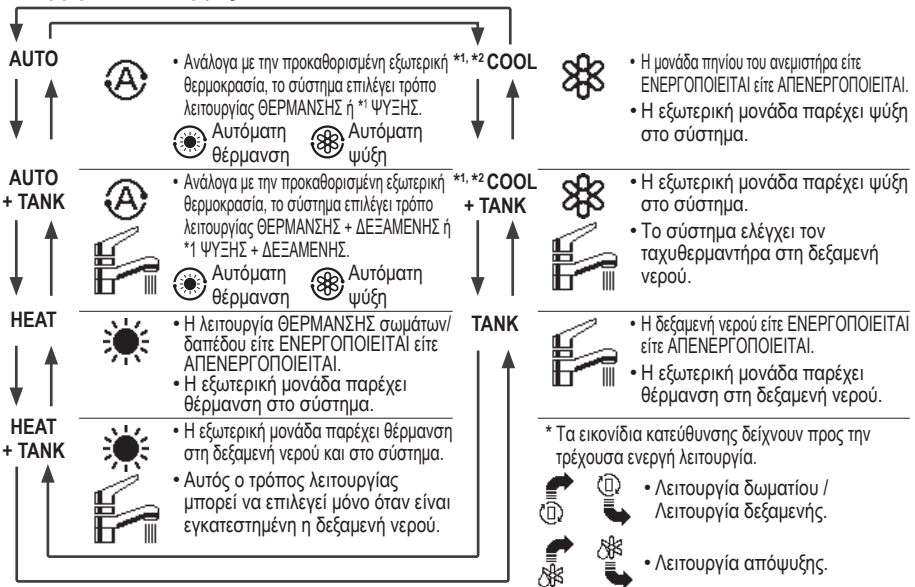 AUTO
• Ανάλογα με την προκαθορισμένη εξωτερική
θερμοκρασία, το σύστημα επιλέγει τρόπο
λειτουργίας ΘΕΡΜΑΝΣΗΣ ή *1 ΨΥΞΗΣ.
Αυτόματη
θέρμανση
Αυτόματη
ψύξη
AUTO
+ TANK
• Ανάλογα με την προκαθορισμένη εξωτερική
θερμοκρασία, το σύστημα επιλέγει τρόπο
λειτουργίας ΘΕΡΜΑΝΣΗΣ + ΔΕΞΑΜΕΝΗΣ ή
*1 ΨΥΞΗΣ + ΔΕΞΑΜΕΝΗΣ.
Αυτόματη
θέρμανση
Αυτόματη
ψύξη
HEAT
• Η λειτουργία ΘΕΡΜΑΝΣΗΣ σωμάτων/
δαπέδου είτε ΕΝΕΡΓΟΠΟΙΕΙΤΑΙ είτε
ΑΠΕΝΕΡΓΟΠΟΙΕΙΤΑΙ.
• Η εξωτερική μονάδα παρέχει
θέρμανση στο σύστημα.
HEAT
+ TANK
• Η εξωτερική μονάδα παρέχει θέρμανση
στη δεξαμενή νερού και στο σύστημα.
• Αυτός ο τρόπος λειτουργίας
μπορεί να επιλεγεί μόνο όταν είναι
εγκατεστημένη η δεξαμενή νερού.
*1, *2 COOL
• Η μονάδα πηνίου του ανεμιστήρα είτε
ΕΝΕΡΓΟΠΟΙΕΙΤΑΙ είτε ΑΠΕΝΕΡΓΟΠΟΙΕΙΤΑΙ.
• Η εξωτερική μονάδα παρέχει ψύξη
στο σύστημα.
*1, *2 COOL
+ TANK
• Η εξωτερική μονάδα παρέχει ψύξη
στο σύστημα.
• Το σύστημα ελέγχει τον
ταχυθερμαντήρα στη δεξαμενή
νερού.
TANK
• Η δεξαμενή νερού είτε ΕΝΕΡΓΟΠΟΙΕΙΤΑΙ
είτε ΑΠΕΝΕΡΓΟΠΟΙΕΙΤΑΙ.
• Η εξωτερική μονάδα παρέχει
θέρμανση στη δεξαμενή νερού.
* Τα εικονίδια κατεύθυνσης δείχνουν προς την
τρέχουσα ενεργή λειτουργία.
• Λειτουργία δωματίου /
Λειτουργία δεξαμενής.
• Λειτουργία απόψυξης.